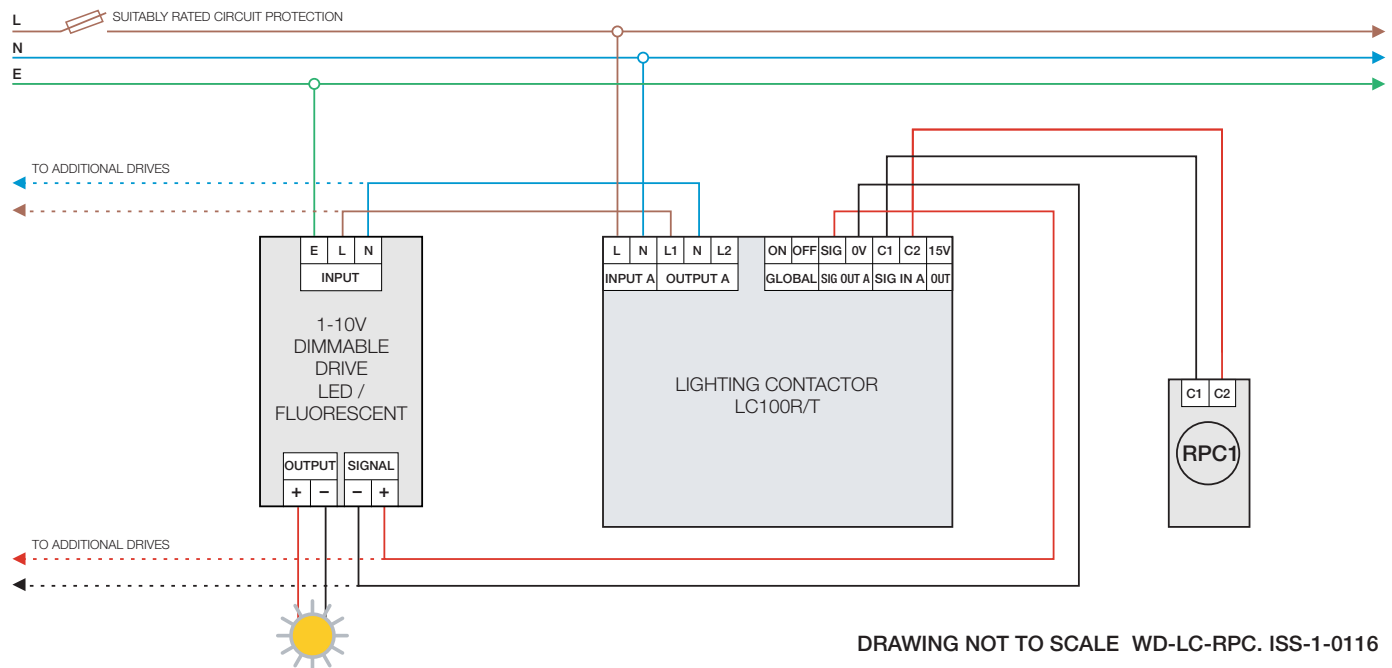 L
SUITABLY RATED CIRCUIT PROTECTION
N
E
TO ADDITIONAL DRIVES
E L N
INPUT
1-10V
DIMMABLE
DRIVE
LED /
FLUORESCENT
OUTPUT SIGNAL
+ − − +
L N L1 N L2
INPUT A OUTPUT A
ON OFF SIG 0V C1 C2 15V
GLOBAL SIG OUT A SIG IN A OUT
LIGHTING CONTACTOR
LC100R/T
C1 C2
RPC1
TO ADDITIONAL DRIVES
DRAWING NOT TO SCALE WD-LC-RPC. ISS-1-0116